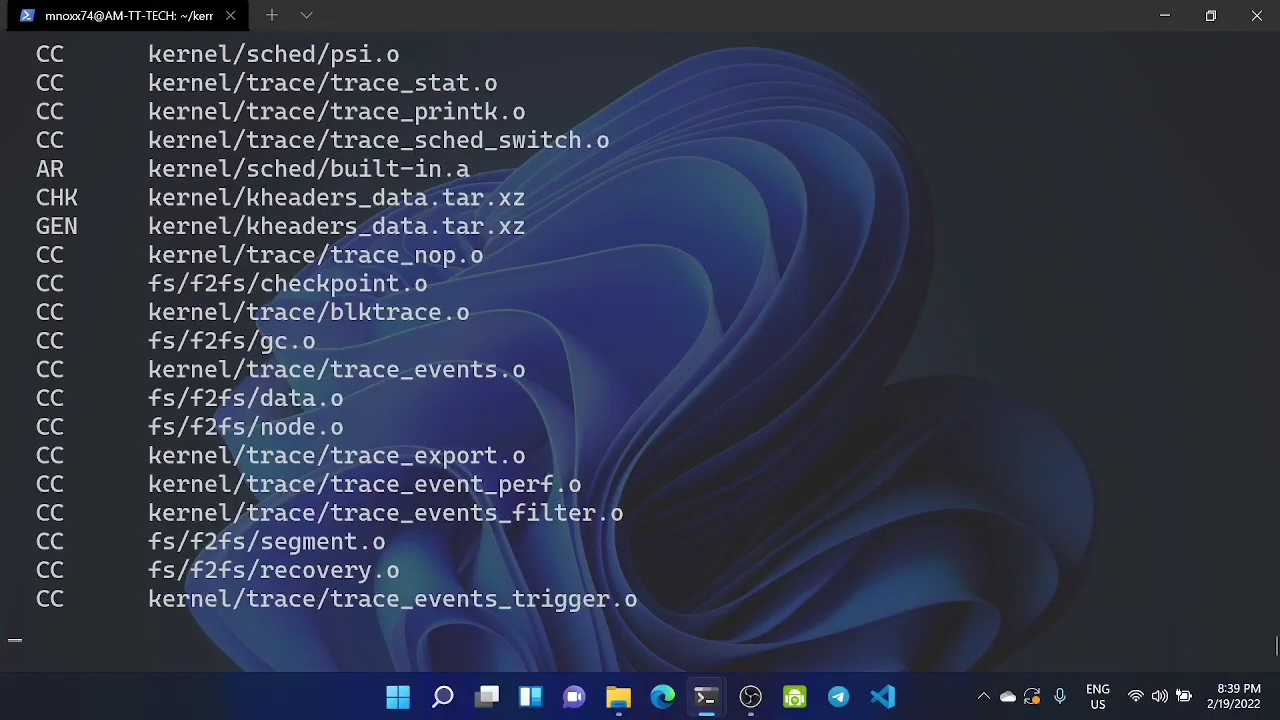 mnoxx74@AM-TT-TECH: ~/kerr
CC kernel/sched/psi.o
CC kernel/trace/trace_stat.o
CC kernel/trace/trace_printk.o
CC kernel/trace/trace_sched_switch.o
AR kernel/sched/built-in.a
CHK kernel/kheaders_data.tar.xz
GEN kernel/kheaders_data.tar.xz
CC kernel/trace/trace_nop.o
CC fs/f2fs/checkpoint.o
CC kernel/trace/blktrace.o
CC fs/f2fs/gc.o
CC kernel/trace/trace_events.o
CC fs/f2fs/data.o
CC fs/f2fs/node.o
CC kernel/trace/trace_export.o
CC kernel/trace/trace_event_perf.o
CC kernel/trace/trace_events_filter.o
CC fs/f2fs/segment.o
CC fs/f2fs/recovery.o
CC kernel/trace/trace_events_trigger.o
ENG
US
8:39 PM
2/19/2022